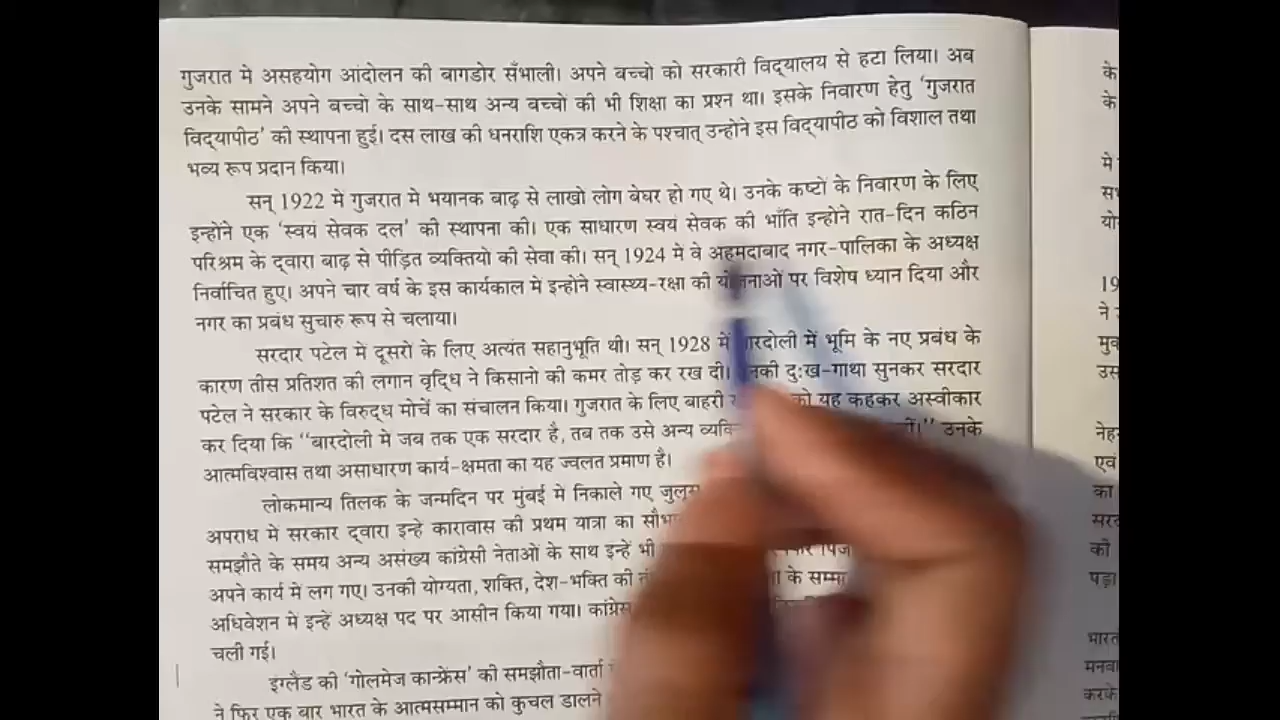 गुजरात मे असहयोग आंदोलन की बागडोर सँभाली। अपने बच्चो को सरकारी विद्यालय से हटा लिया। अब
उनके सामने अपने बच्चो के साथ-साथ अन्य बच्चों की भी शिक्षा का प्रश्न था। इसके निवारण हेतु 'गुजरात
विद्यापीठ' की स्थापना हुई। दस लाख की धनराशि एकत्र करने के पश्चात् उन्होने इस विद्यापीठ को विशाल तथा
भव्य रूप प्रदान किया।
सन् 1922 मे गुजरात मे भयानक बाढ़ से लाखो लोग बेघर हो गए थे। उनके कष्टों के निवारण के लिए
इन्होंने एक 'स्वयं सेवक दल' की स्थापना की। एक साधारण स्वयं सेवक की भाँति इन्होंने रात-दिन कठिन
परिश्रम के द्वारा बाढ़ से पीड़ित व्यक्तियो की सेवा की। सन् 1924 मे वे अहमदाबाद नगर-पालिका के अध्यक्ष
निर्वाचित हुए। अपने चार वर्ष के इस कार्यकाल में इन्होंने स्वास्थ्य-रक्षा की योजनाओं पर विशेष ध्यान दिया और
नगर का प्रबंध सुचारु रूप से चलाया।
सरदार पटेल में दूसरो के लिए अत्यंत सहानुभूति थी। सन् 1928 में भूमि के नए प्रबंध के
कारण तीस प्रतिशत की लगान वृद्धि ने किसानो की कमर तोड़ कर रख दी। दुःख-गाथा सुनकर सरदार
पटेल ने सरकार के विरुद्ध मोर्चे का संचालन किया। गुजरात के लिए बाहरी को यह कहकर अस्वीकार
कर दिया कि "बारदोली मे जब तक एक सरदार है, तब तक उसे अन्य उनके
आत्मविश्वास तथा असाधारण कार्य-क्षमता का यह ज्वलत प्रमाण है।
लोकमान्य तिलक के जन्मदिन पर मुंबई मे निकाले गए
अपराध मे सरकार द्वारा इन्हे कारावास की प्रथम यात्रा का
समझौते के समय अन्य असंख्य कांग्रेसी नेताओं के साथ इन्हें भी
अपने कार्य में लग गए। उनकी योग्यता, शक्ति, देश-भक्ति की के
अधिवेशन में इन्हें अध्यक्ष पद पर आसीन किया गया।
चली गई।
इंग्लैंड की 'गोलमेज कान्फ्रेंस' की समझौता-वार्ता
ने फिर एक बार भारत के आत्मसम्मान को कुचल डालने
के
के
मे
19
ने
एवं
का
की
पड़ा